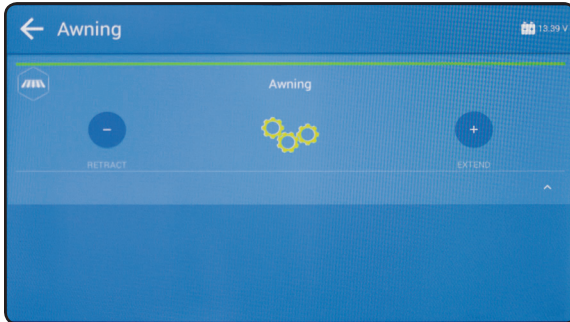 Awning
13.39 V
Awning
RETRACT
EXTEND